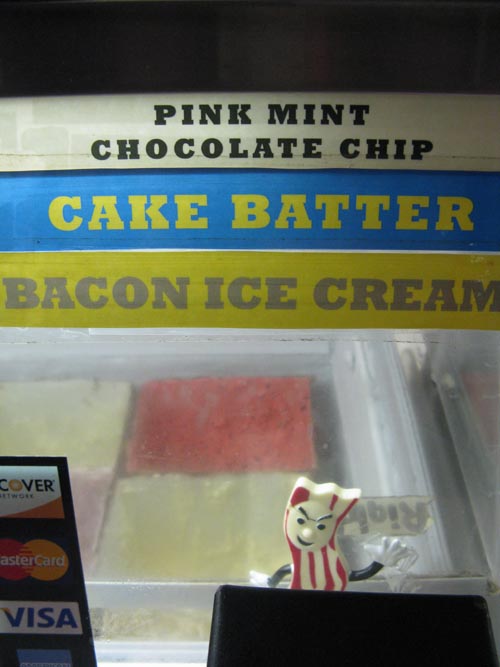 PINK MINT
CHOCOLATE CHIP
CAKE BATTER
BACON ICE CREAM
COVER
NETWORK
asterCard
VISA